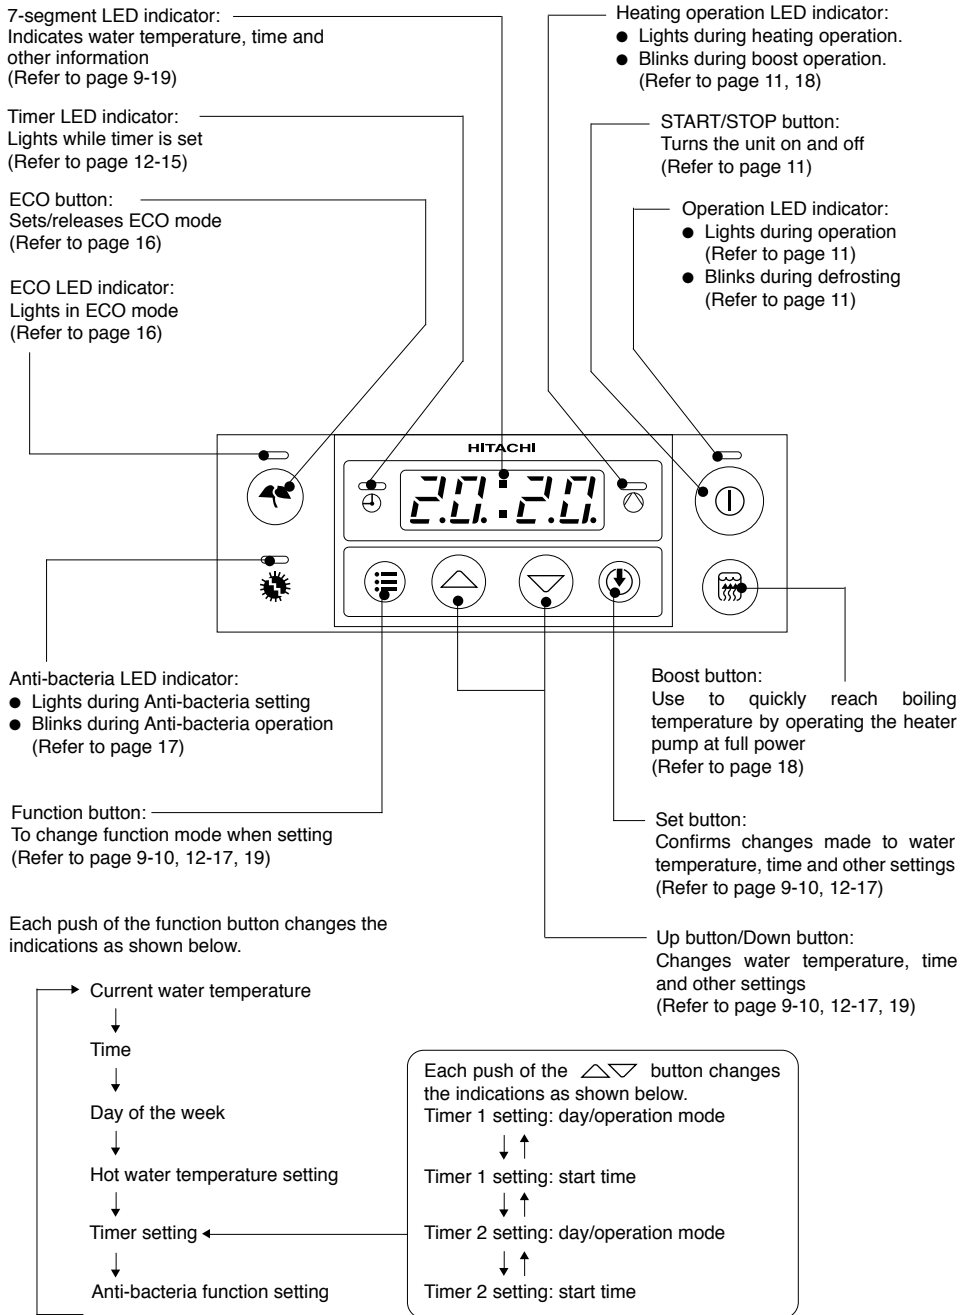 7-segment LED indicator:
Indicates water temperature, time and
other information
(Refer to page 9-19)
Timer LED indicator:
Lights while timer is set
(Refer to page 12-15)
ECO button:
Sets/releases ECO mode
(Refer to page 16)
ECO LED indicator:
Lights in ECO mode
(Refer to page 16)
Heating operation LED indicator:
● Lights during heating operation.
● Blinks during boost operation.
(Refer to page 11, 18)
START/STOP button:
Turns the unit on and off
(Refer to page 11)
Operation LED indicator:
● Lights during operation
(Refer to page 11)
● Blinks during defrosting
(Refer to page 11)
HITACHI
2.0.:2.0.
Anti-bacteria LED indicator:
● Lights during Anti-bacteria setting
● Blinks during Anti-bacteria operation
(Refer to page 17)
Function button:
To change function mode when setting
(Refer to page 9-10, 12-17, 19)
Boost button:
Use to quickly reach boiling
temperature by operating the heater
pump at full power
(Refer to page 18)
Set button:
Confirms changes made to water
temperature, time and other settings
(Refer to page 9-10, 12-17)
Up button/Down button:
Changes water temperature, time
and other settings
(Refer to page 9-10, 12-17, 19)
Each push of the function button changes the
indications as shown below.
Current water temperature
Time
Day of the week
Hot water temperature setting
Timer setting
Anti-bacteria function setting
Each push of the △▽ button changes
the indications as shown below.
Timer 1 setting: day/operation mode
Timer 1 setting: start time
Timer 2 setting: day/operation mode
Timer 2 setting: start time